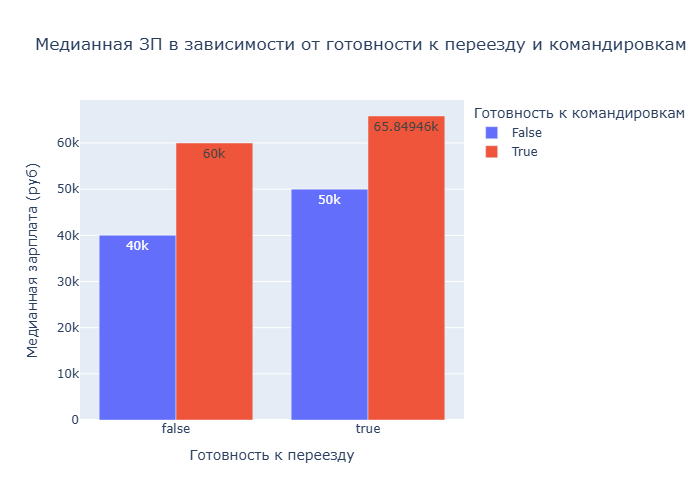 Медианная ЗП в зависимости от готовности к переезду и командировкам
Готовность к командировкам
False
True
Медианная зарплата (руб)
60k
50k
40k
30k
20k
10k
0
40k
60k
50k
65.84946k
false
true
Готовность к переезду